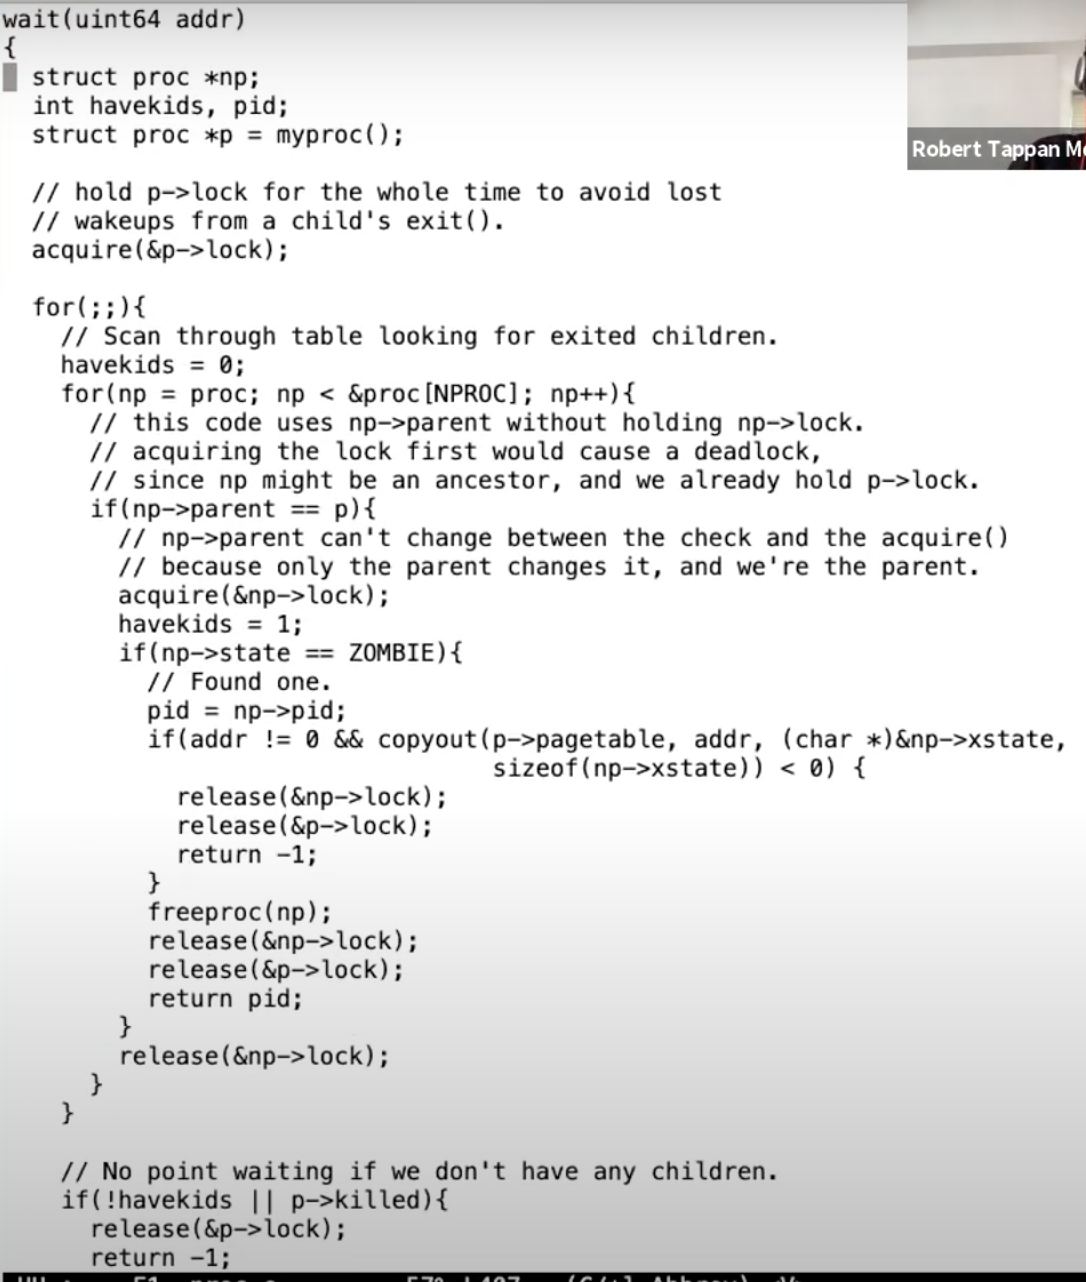 wait(uint64 addr)
{
  struct proc *np;
  int havekids, pid;
  struct proc *p = myproc();
Robert Tappan
  // hold p->lock for the whole time to avoid lost
  // wakeups from a child's exit().
  acquire(&p->lock);
  for(;;){
    // Scan through table looking for exited children.
    havekids = 0;
    for(np = proc; np < &proc[NPROC]; np++){
      // this code uses np->parent without holding np->lock.
      // acquiring the lock first would cause a deadlock,
      // since np might be an ancestor, and we already hold p->lock.
      if(np->parent == p){
        // np->parent can't change between the check and the acquire()
        // because only the parent changes it, and we're the parent.
        acquire(&np->lock);
        havekids = 1;
        if(np->state == ZOMBIE){
          // Found one.
          pid = np->pid;
          if(addr != 0 && copyout(p->pagetable, addr, (char *)&np->xstate,
                                  sizeof(np->xstate)) < 0) {
            release(&np->lock);
            release(&p->lock);
            return -1;
          }
          freeproc(np);
          release(&np->lock);
          release(&p->lock);
          return pid;
        }
        release(&np->lock);
      }
    }
    // No point waiting if we don't have any children.
    if(!havekids || p->killed){
      release(&p->lock);
      return -1;